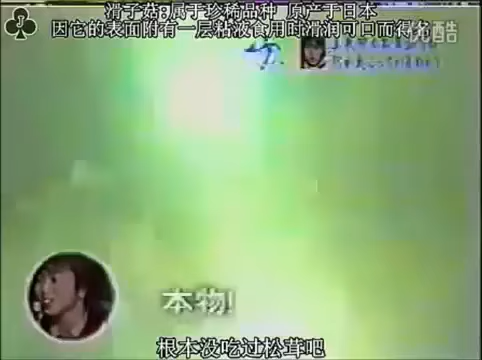 滑子菇:属于珍稀品种 原产于日本
因它的表面附有一层粘液食用时滑润可口而得名
优酷
J
本物!
根本没吃过松茸吧